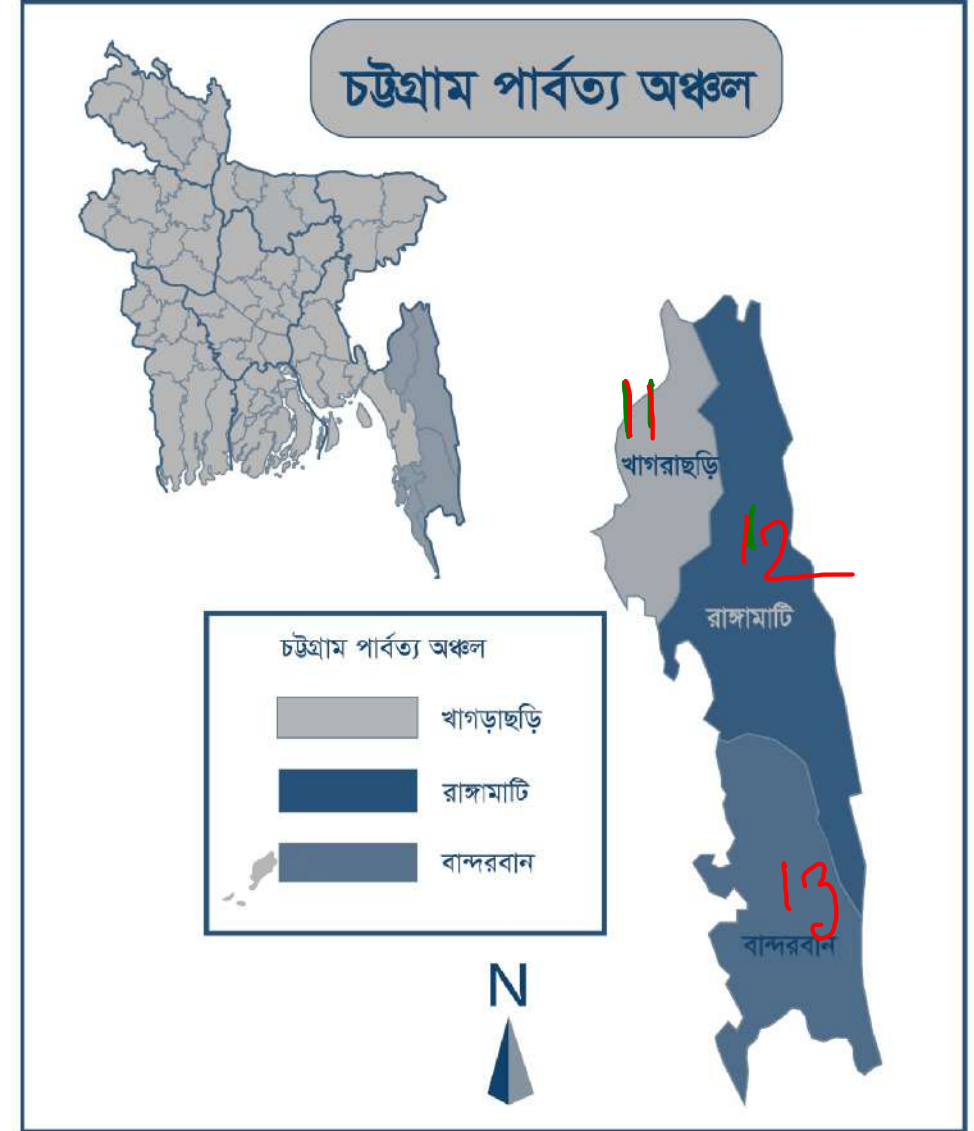 চট্টগ্রাম পার্বত্য অঞ্চল
11
খাগরাছড়ি
12
রাঙ্গামাটি
চট্টগ্রাম পার্বত্য অঞ্চল
খাগড়াছড়ি
রাঙ্গামাটি
বান্দরবান
13
বান্দরবান
N